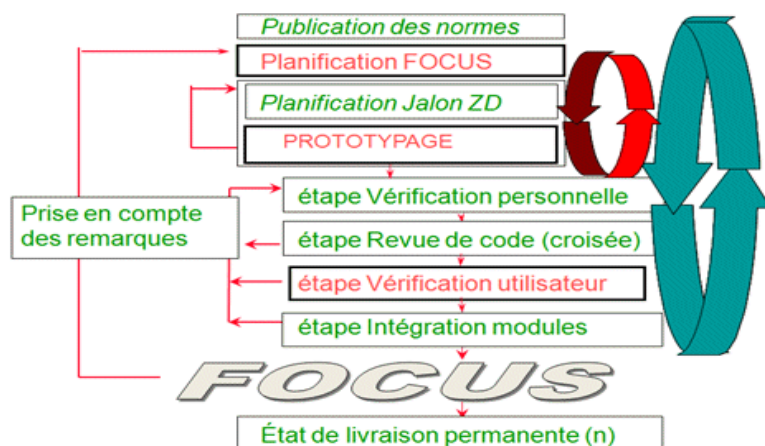 Publication des normes
Planification FOCUS
Planification Jalon ZD
PROTOTYPAGE
étape Vérification personnelle
Prise en compte
des remarques
étape Revue de code (croisée)
étape Vérification utilisateur
étape Intégration modules
FOCUS
État de livraison permanente (n)